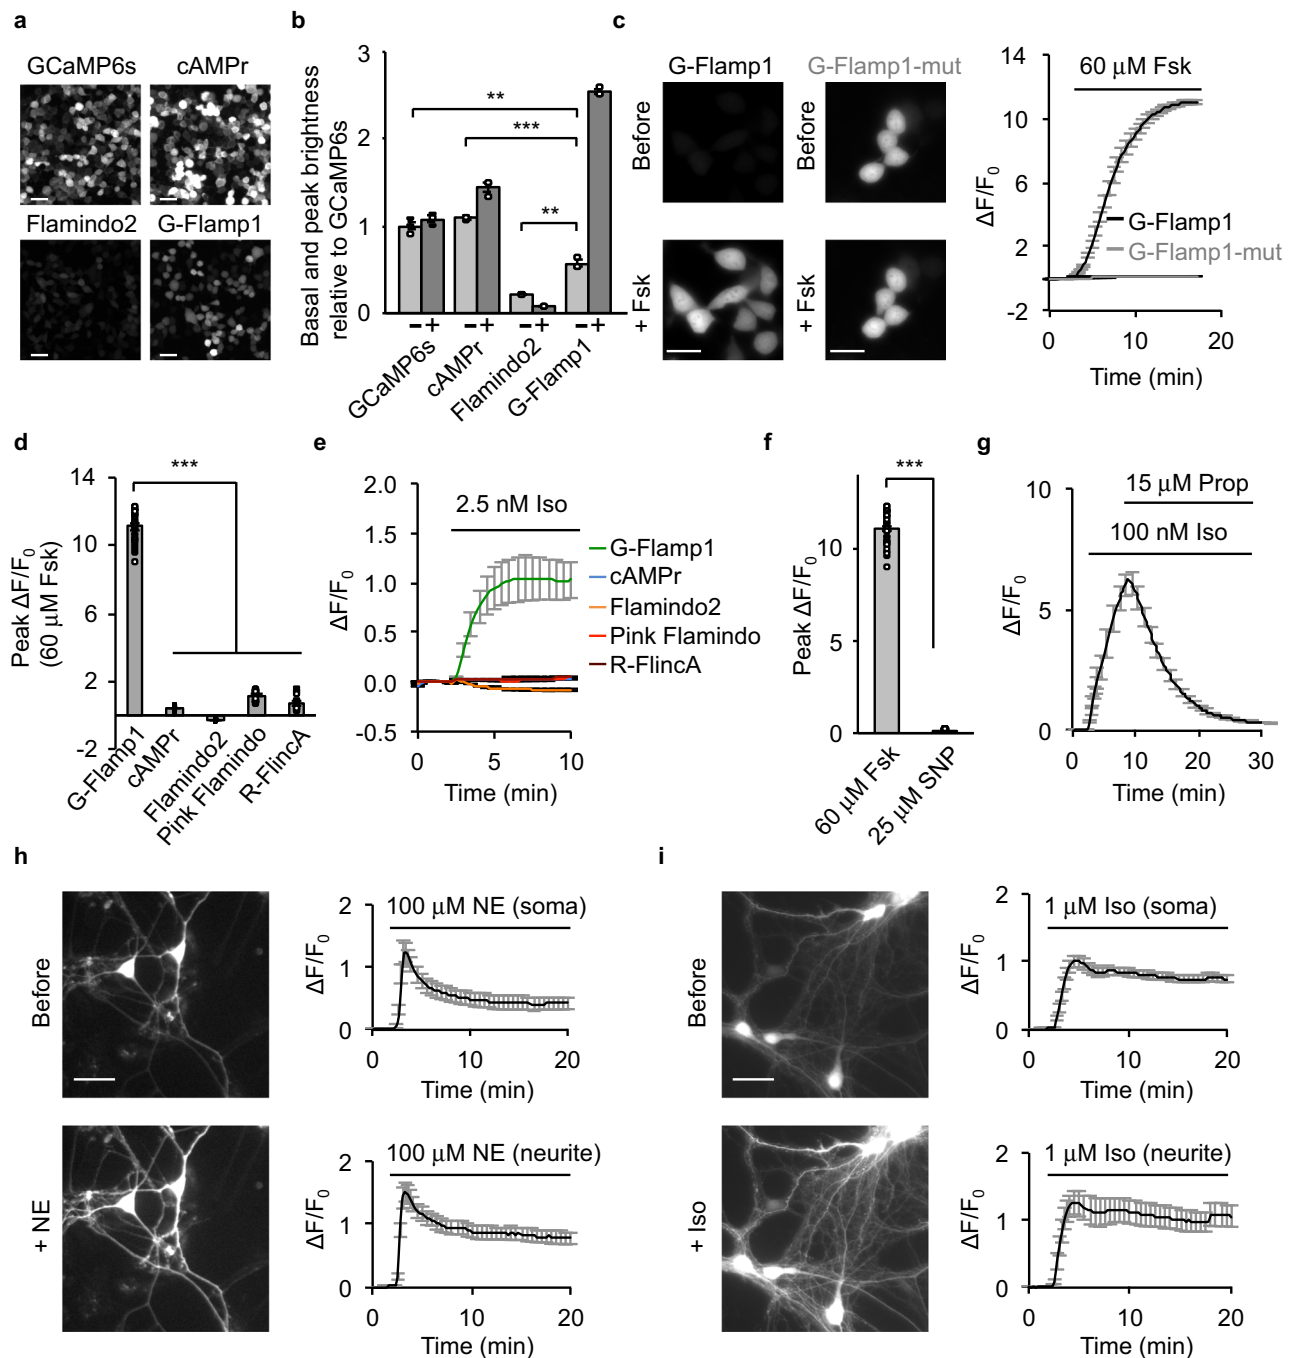 a
GCaMP6s cAMPr
Flamindo2 G-Flamp1
b
Basal and peak brightness
relative to GCaMP6s
3
2
1
0
**
***
**
− + − + − + − +
GCaMP6s
cAMPr
Flamindo2
G-Flamp1
c
G-Flamp1 G-Flamp1-mut
Before Before
+ Fsk + Fsk
ΔF/F0
14
10
6
2
-2
60 μM Fsk
G-Flamp1
G-Flamp1-mut
0 10 20
Time (min)
d
Peak ΔF/F0
(60 μM Fsk)
14
10
6
2
-2
***
G-Flamp1
cAMPr
Flamindo2
Pink Flamindo
R-FlincA
e
ΔF/F0
2.0
1.5
1.0
0.5
0.0
-0.5
2.5 nM Iso
G-Flamp1
cAMPr
Flamindo2
Pink Flamindo
R-FlincA
0 5 10
Time (min)
f
Peak ΔF/F0
10
5
0
***
60 μM Fsk
25 μM SNP
g
ΔF/F0
10
5
0
15 μM Prop
100 nM Iso
0 10 20 30
Time (min)
h
Before
+ NE
ΔF/F0
2
1
0
100 μM NE (soma)
0 10 20
Time (min)
ΔF/F0
2
1
0
100 μM NE (neurite)
0 10 20
Time (min)
i
Before
+ Iso
ΔF/F0
2
1
0
1 μM Iso (soma)
0 10 20
Time (min)
ΔF/F0
2
1
0
1 μM Iso (neurite)
0 10 20
Time (min)